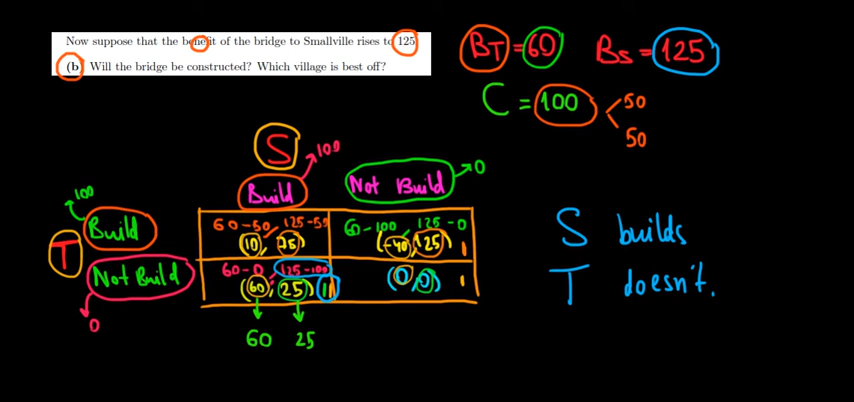 Now suppose that the benefit of the bridge to Smallville rises to 125
(b) Will the bridge be constructed? Which village is best off?
BT = 60 Bs = 125
C = 100
50
50
S
100
Build
Not Build
0
100
Build
60-50, 125-50
(10, 75)
60-100, 125-0
(-40, 125) 1
T
Not Build
60-0, 125-100
(60, 25) 1
(0, 0) 1
0
60 25
S builds
T doesn't.